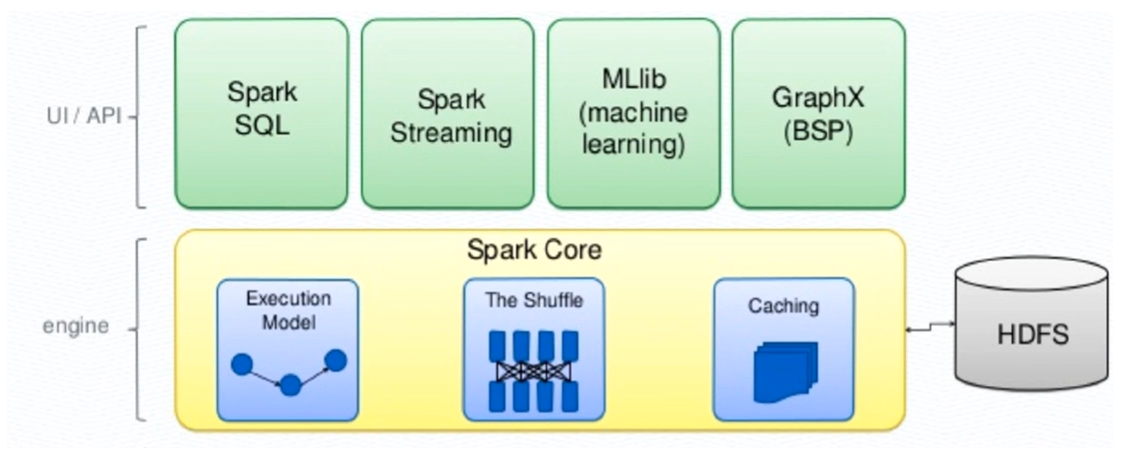 UI / API
Spark
SQL
Spark
Streaming
MLlib
(machine
learning)
GraphX
(BSP)
engine
Spark Core
Execution
Model
The Shuffle
Caching
HDFS